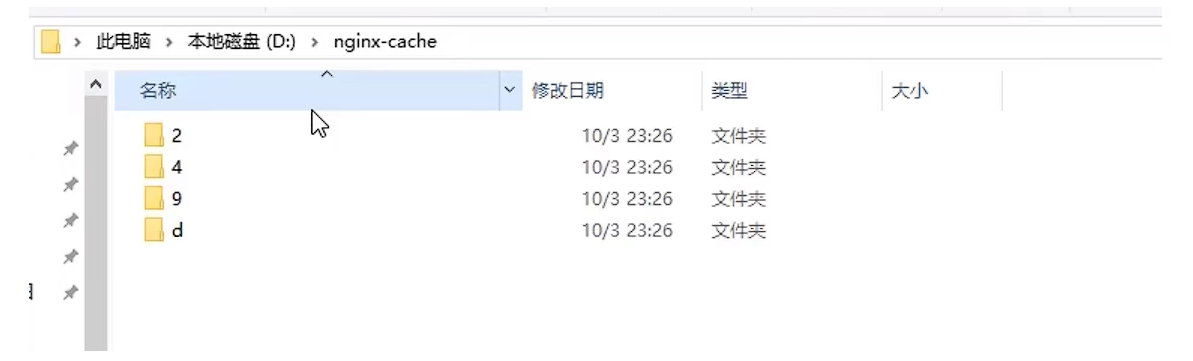 此电脑 > 本地磁盘 (D:) > nginx-cache
名称 修改日期 类型 大小
2 10/3 23:26 文件夹
4 10/3 23:26 文件夹
9 10/3 23:26 文件夹
d 10/3 23:26 文件夹